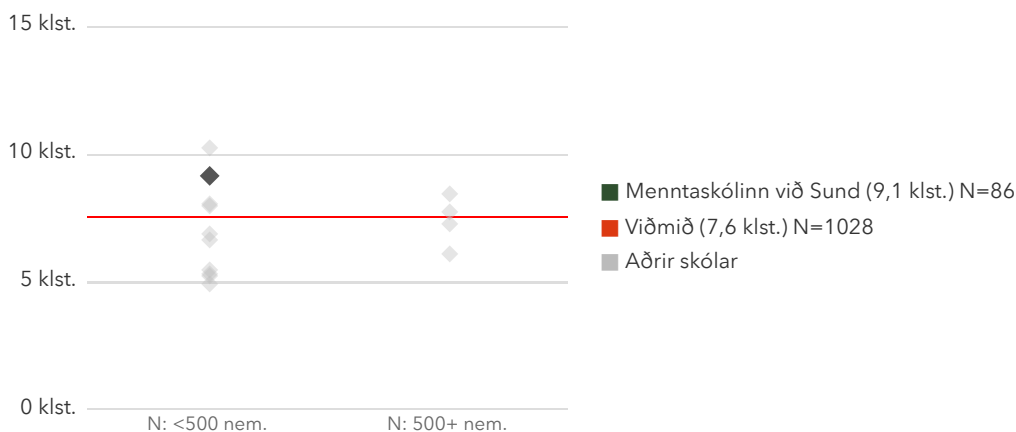 15 klst.
10 klst.
5 klst.
0 klst.
N: <500 nem.
N: 500+ nem.
Menntaskólinn við Sund (9,1 klst.) N=86
Viðmið (7,6 klst.) N=1028
Aðrir skólar